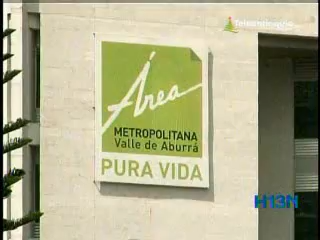 Teleantioquia
Área
METROPOLITANA
Valle de Aburrá
PURA VIDA
H13N